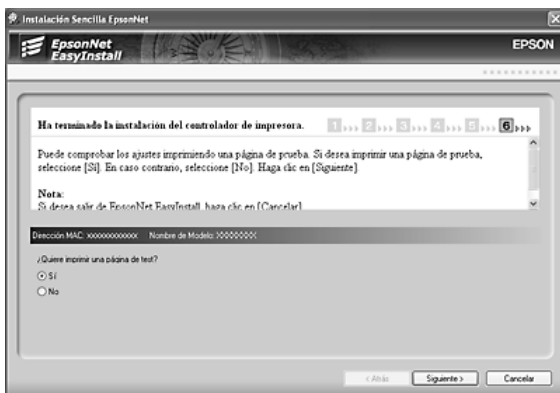 Instalación Sencilla EpsonNet
EpsonNet
EasyInstall
EPSON
Ha terminado la instalación del controlador de impresora.
1 2 3 4 5 6
Puede comprobar los ajustes imprimiendo una página de prueba. Si desea imprimir una página de prueba,
seleccione [Sí]. En caso contrario, seleccione [No]. Haga clic en [Siguiente].
Nota:
Si desea salir de EpsonNet EasyInstall, haga clic en [Cancelar]
Dirección MAC: xxxxxxxxxxxx Nombre de Modelo: XXXXXXXX
¿Quiere imprimir una página de test?
Sí
No
< Atrás
Siguiente >
Cancelar